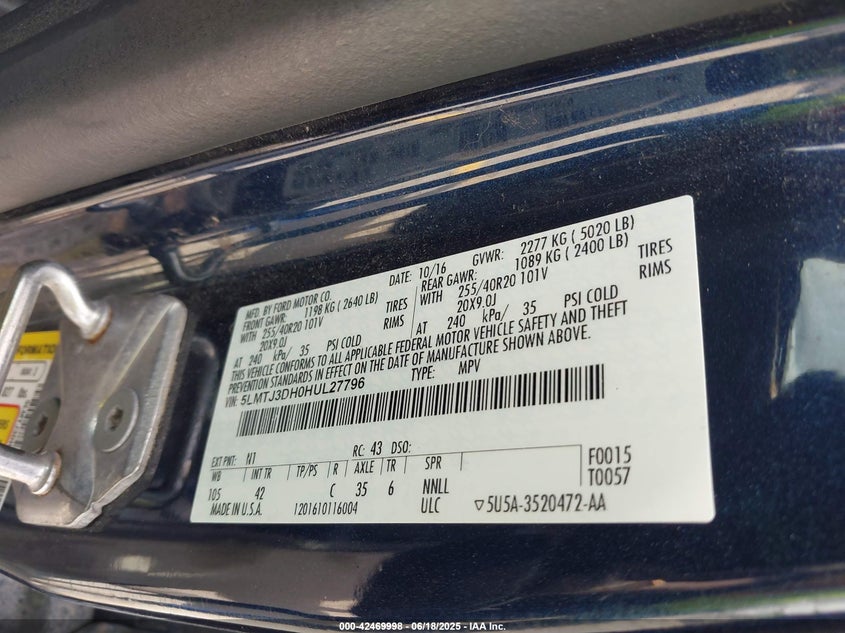 MFD. BY FORD MOTOR CO.
DATE: 10/16 GVWR: 2277 KG ( 5020 LB)
FRONT GAWR: 1198 KG ( 2640 LB) REAR GAWR: 1089 KG ( 2400 LB)
WITH 255/40R20 101V TIRES WITH 255/40R20 101V TIRES
20X9.0J RIMS 20X9.0J RIMS
AT 240 kPa/ 35 PSI COLD AT 240 kPa/ 35 PSI COLD
THIS VEHICLE CONFORMS TO ALL APPLICABLE FEDERAL MOTOR VEHICLE SAFETY AND THEFT
PREVENTION STANDARDS IN EFFECT ON THE DATE OF MANUFACTURE SHOWN ABOVE.
VIN: 5LMTJ3DH0HUL27796 TYPE: MPV
EXT PNT: N1 RC: 43 DSO: F0015
WB INT TR TP/PS R AXLE TR SPR T0057
105 42 C 35 6 NNLL
MADE IN U.S.A. 1201610116004 ULC ▽5U5A-3520472-AA
000-42469998 - 06/18/2025 - IAA Inc.